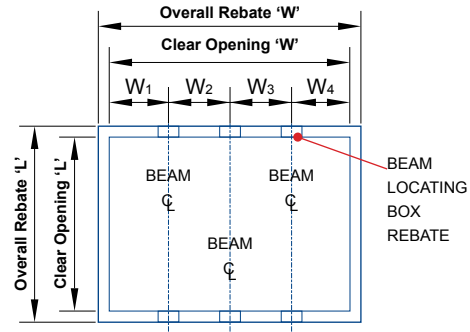 Overall Rebate ‘W’
Clear Opening ‘W’
W1 W2 W3 W4
Overall Rebate ‘L’
Clear Opening ‘L’
BEAM
℄
BEAM
℄
BEAM
℄
BEAM
LOCATING
BOX
REBATE